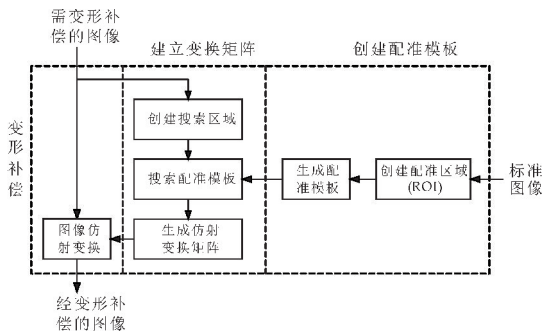 需变形补
偿的图像
建立变换矩阵
创建配准模板
变形补偿
创建搜索区域
搜索配准模板
生成配
准模板
创建配准区域
(ROI)
标准
图像
图像仿
射变换
生成仿射
变换矩阵
经变形补
偿的图像